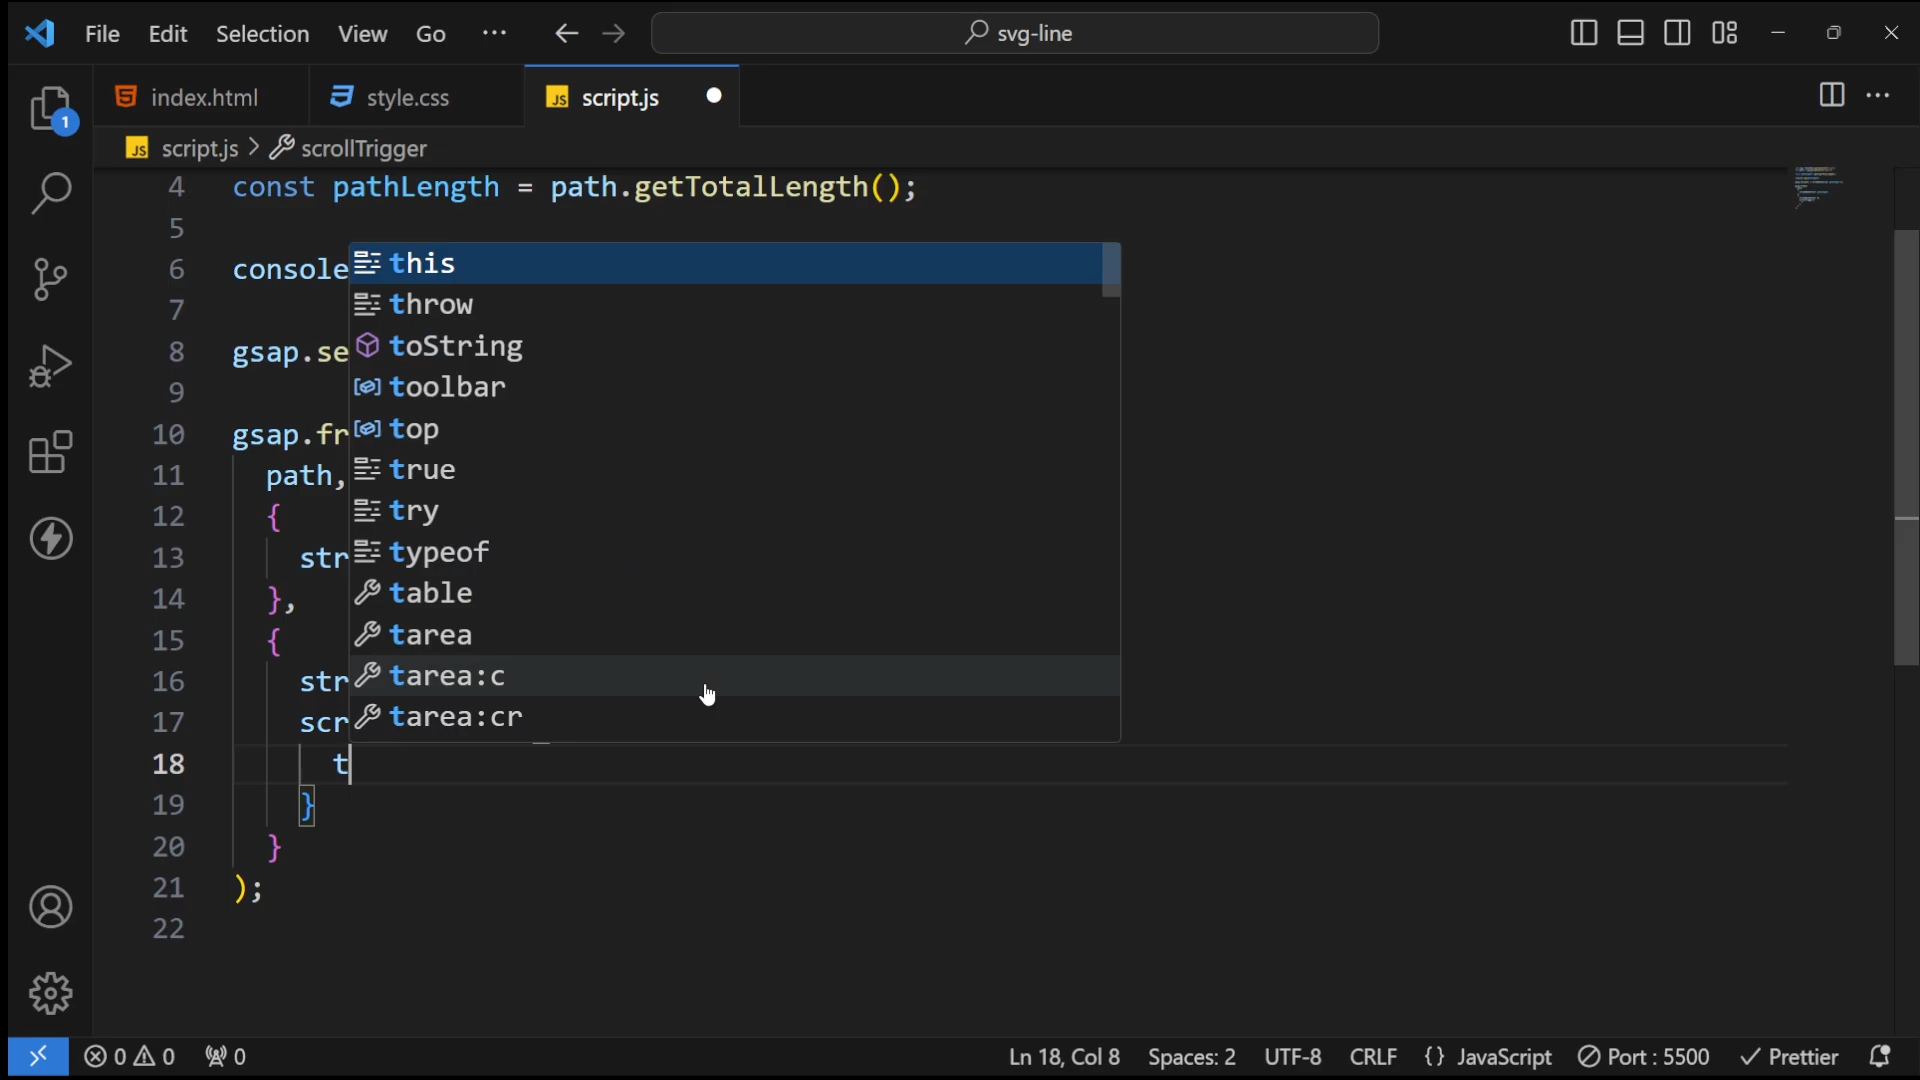 File Edit Selection View Go ··· svg-line
1
index.html style.css JS script.js
JS script.js > scrollTrigger
4 const pathLength = path.getTotalLength();
5
6 console
7
8 gsap.se
9
10 gsap.fr
11 path,
12 {
13 str
14 },
15 {
16 str
17 scr
18 t
19 }
20 }
21 );
22
this
throw
toString
toolbar
top
true
try
typeof
table
tarea
tarea:c
tarea:cr
0 0 0 Ln 18, Col 8 Spaces: 2 UTF-8 CRLF {} JavaScript Port : 5500 Prettier